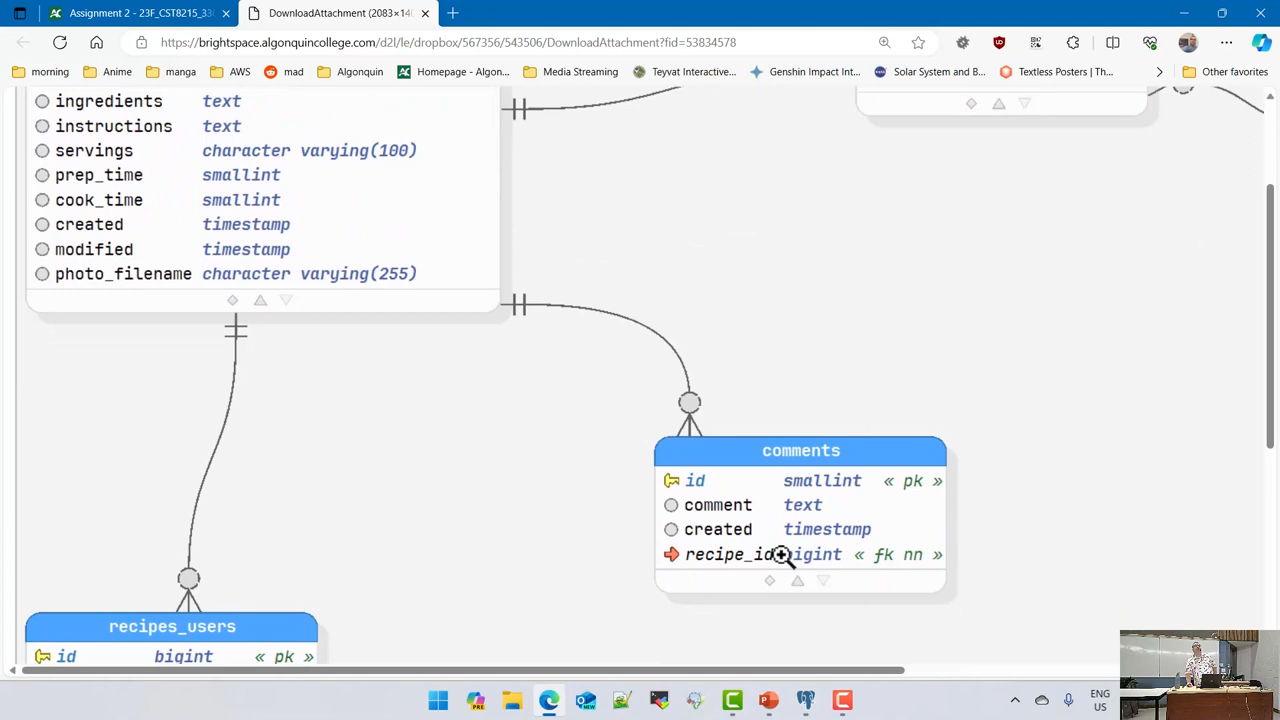 Assignment 2 - 23F_CST8215_33
DownloadAttachment (2083×140
https://brightspace.algonquincollege.com/d2l/le/dropbox/567356/543506/DownloadAttachment?fid=53834578
morning
Anime
manga
AWS
mad
Algonquin
Homepage - Algon...
Media Streaming
Teyvat Interactive...
Genshin Impact Int...
Solar System and B...
Textless Posters | Th...
Other favorites
ingredients text
instructions text
servings character varying(100)
prep_time smallint
cook_time smallint
created timestamp
modified timestamp
photo_filename character varying(255)
comments
id smallint « pk »
comment text
created timestamp
recipe_id bigint « fk nn »
recipes_users
id bigint « pk »
ENG
US